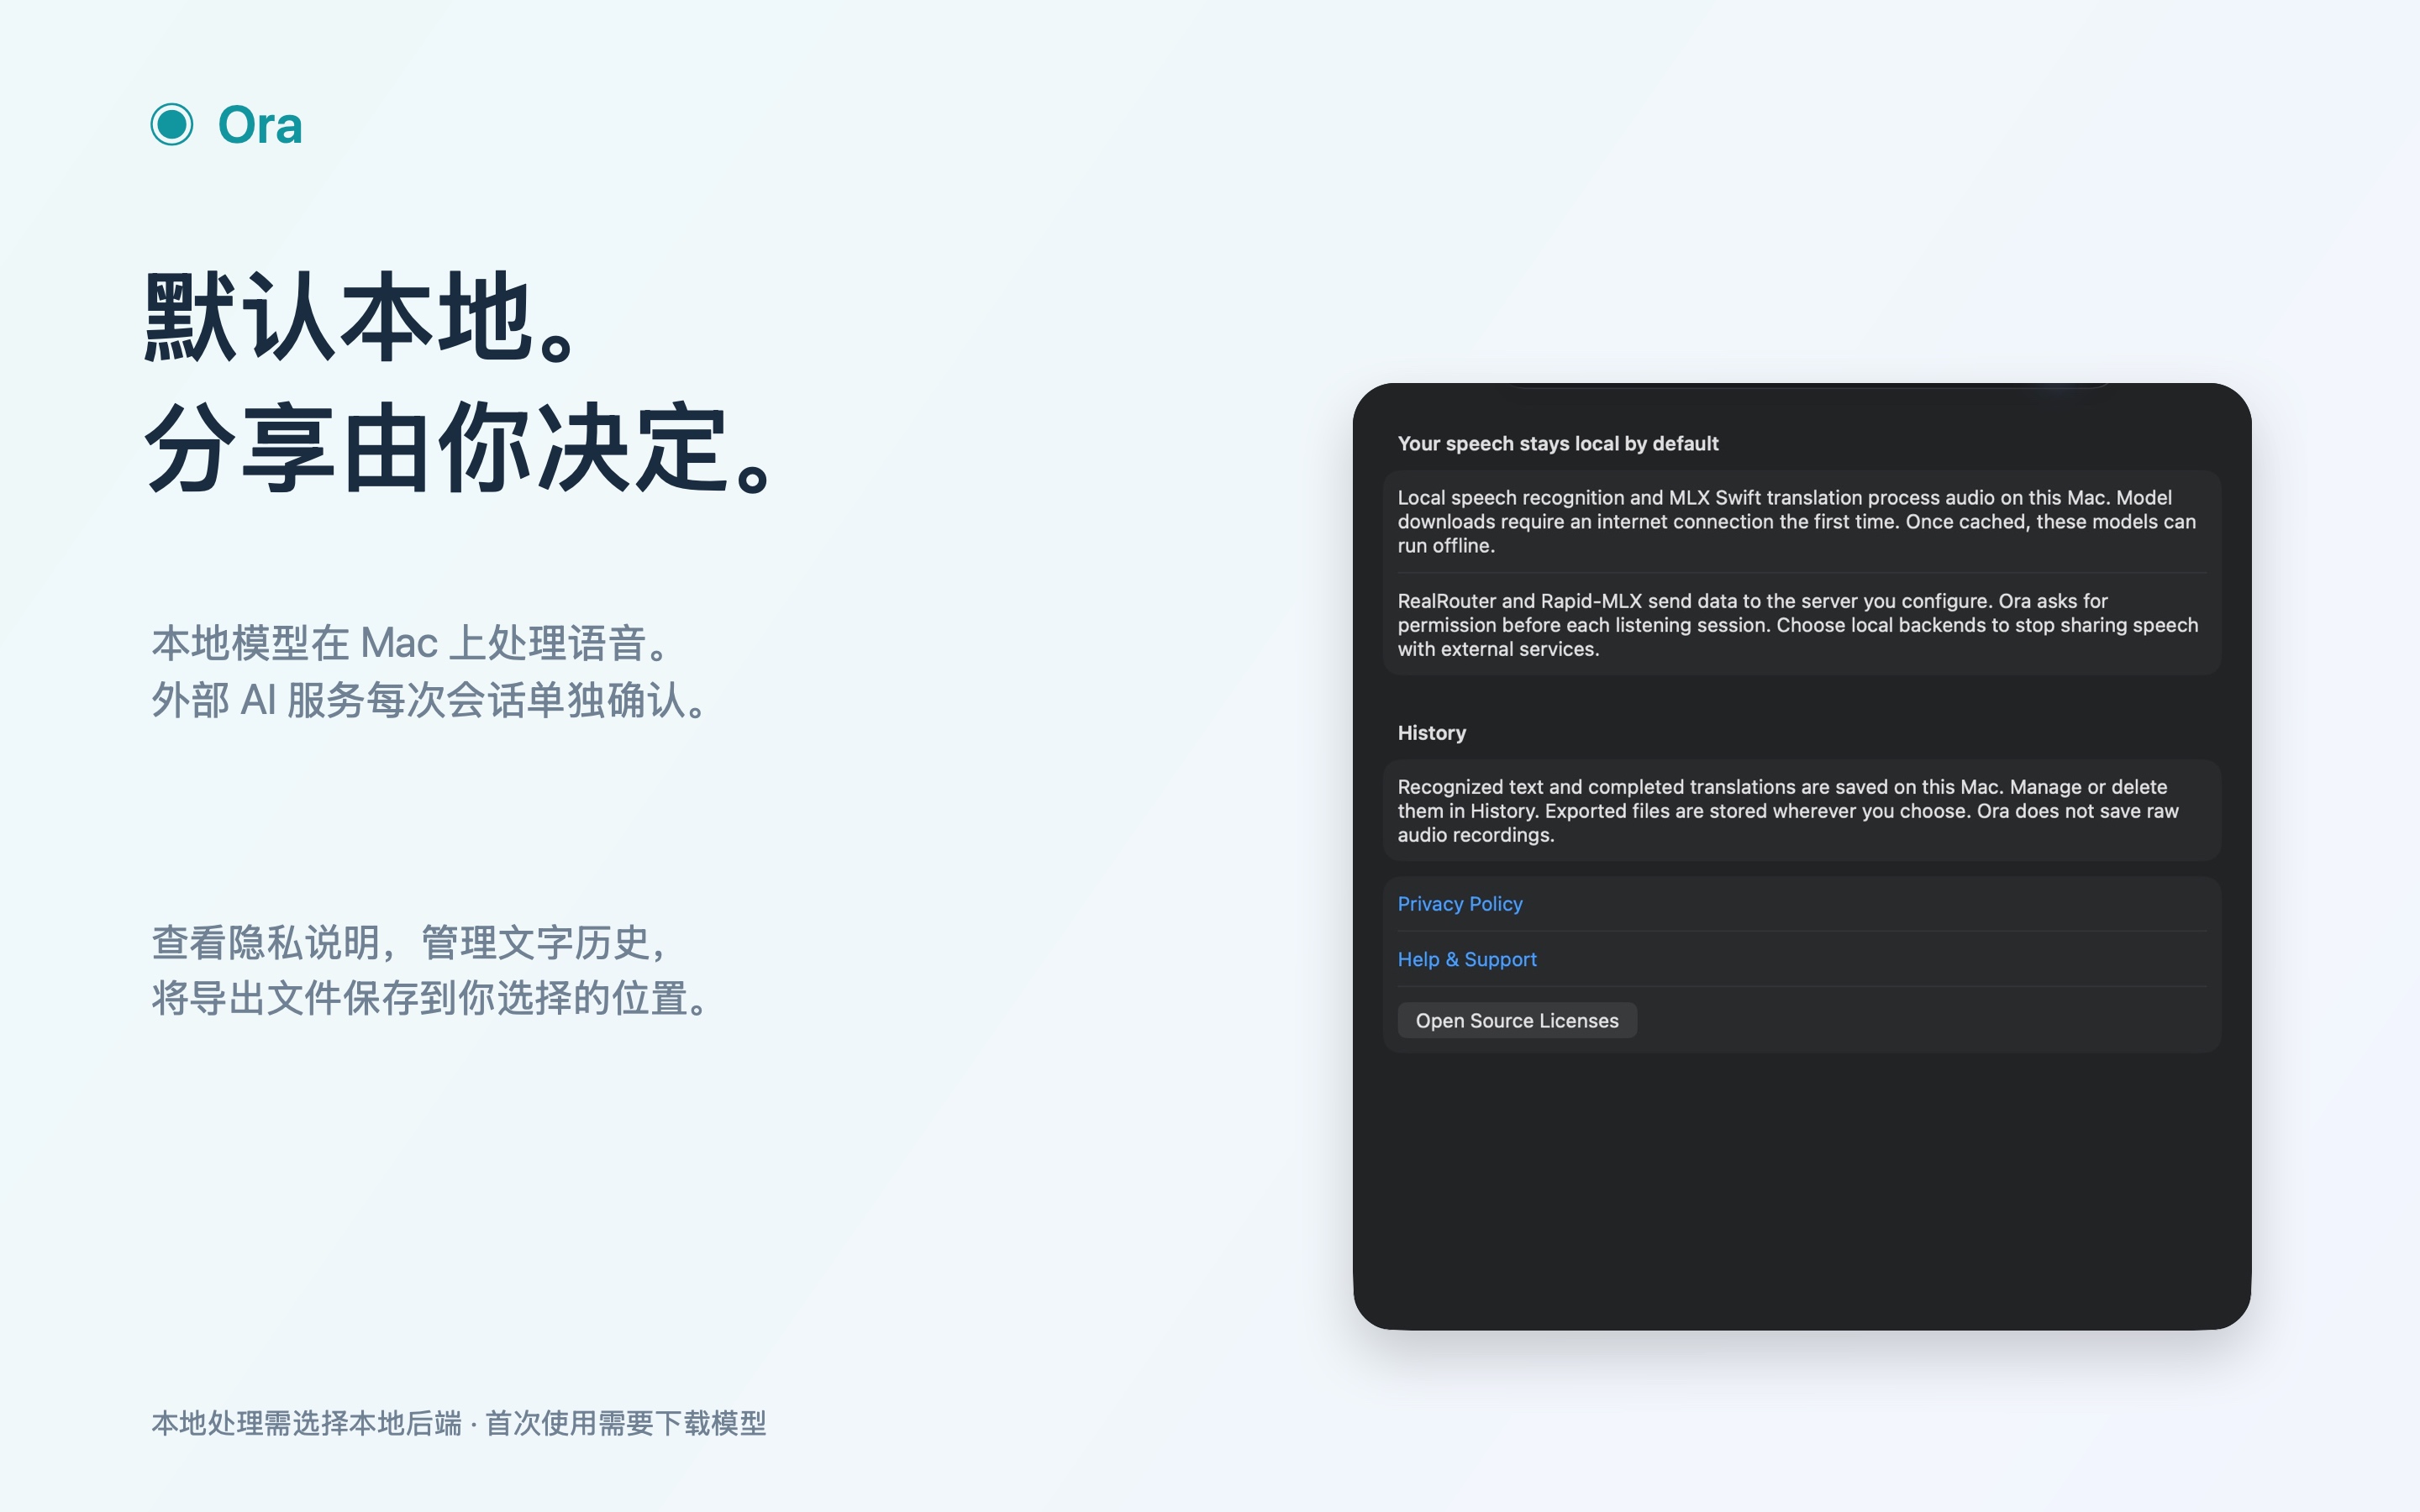 Ora
默认本地。
分享由你决定。
本地模型在 Mac 上处理语音。
外部 AI 服务每次会话单独确认。
查看隐私说明，管理文字历史，
将导出文件保存到你选择的位置。
本地处理需选择本地后端 · 首次使用需要下载模型
Your speech stays local by default
Local speech recognition and MLX Swift translation process audio on this Mac. Model
downloads require an internet connection the first time. Once cached, these models can
run offline.
RealRouter and Rapid-MLX send data to the server you configure. Ora asks for
permission before each listening session. Choose local backends to stop sharing speech
with external services.
History
Recognized text and completed translations are saved on this Mac. Manage or delete
them in History. Exported files are stored wherever you choose. Ora does not save raw
audio recordings.
Privacy Policy
Help & Support
Open Source Licenses